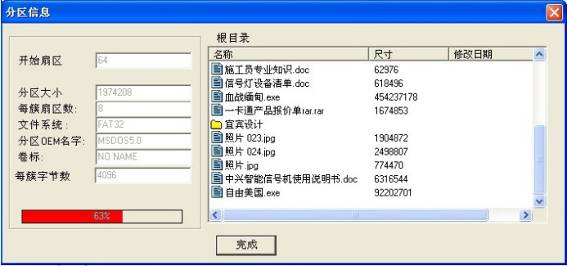 分区信息
开始扇区 64
分区大小 1974208
每簇扇区数: 8
文件系统: FAT32
分区OEM名字: MSDOS5.0
卷标: NO NAME
每簇字节数 4096
63%
根目录
名称 尺寸 修改日期
施工员专业知识.doc 62976
信号灯设备清单.doc 618496
血战缅甸.exe 454237178
一卡通产品报价单rar.rar 1674853
宜宾设计
照片 023.jpg 1904872
照片 024.jpg 2498807
照片.jpg 774470
中兴智能信号机使用说明书.doc 6316544
自由美国.exe 92202701
完成